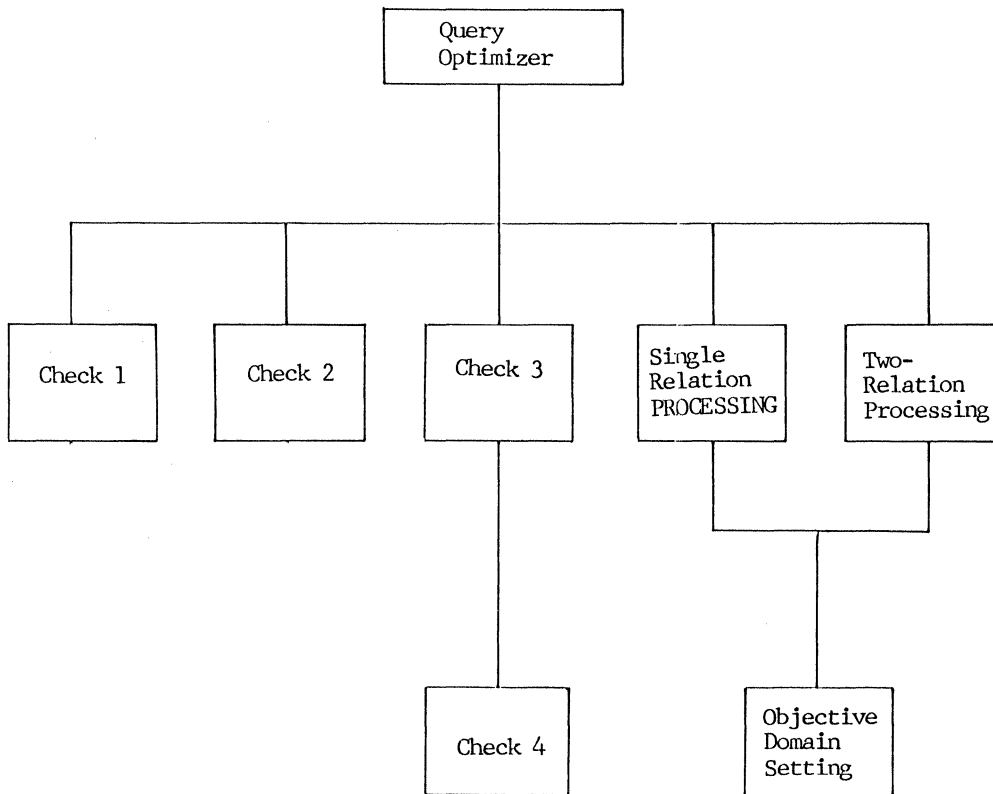 Query
Optimizer
Check 1
Check 2
Check 3
Single
Relation
PROCESSING
Two-
Relation
Processing
Check 4
Objective
Domain
Setting